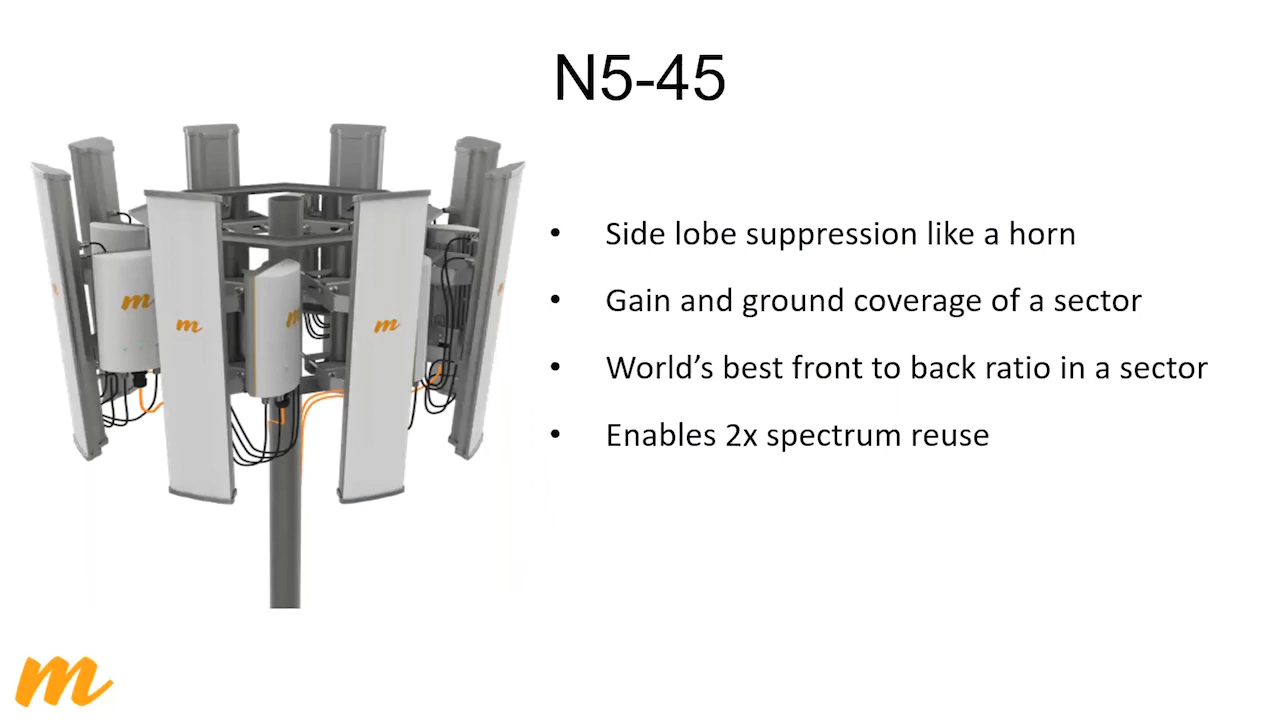 N5-45
• Side lobe suppression like a horn
• Gain and ground coverage of a sector
• World’s best front to back ratio in a sector
• Enables 2x spectrum reuse
m
m
m
m
m
m
m